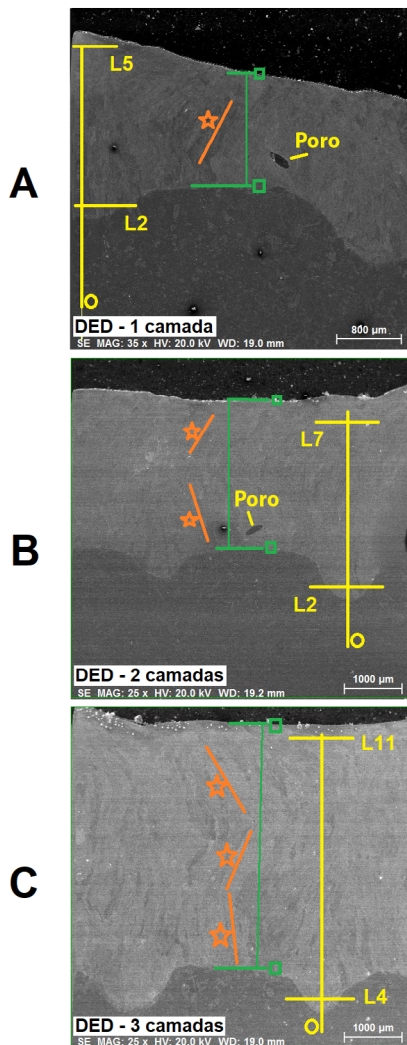 A
L5
Poro
L2
DED - 1 camada
800 µm
SE MAG: 35 x HV: 20.0 kV WD: 19.0 mm
B
L7
Poro
L2
DED - 2 camadas
1000 µm
SE MAG: 25 x HV: 20.0 kV WD: 19.2 mm
C
L11
L4
DED - 3 camadas
1000 µm
SE MAG: 25 x HV: 20.0 kV WD: 19.0 mm